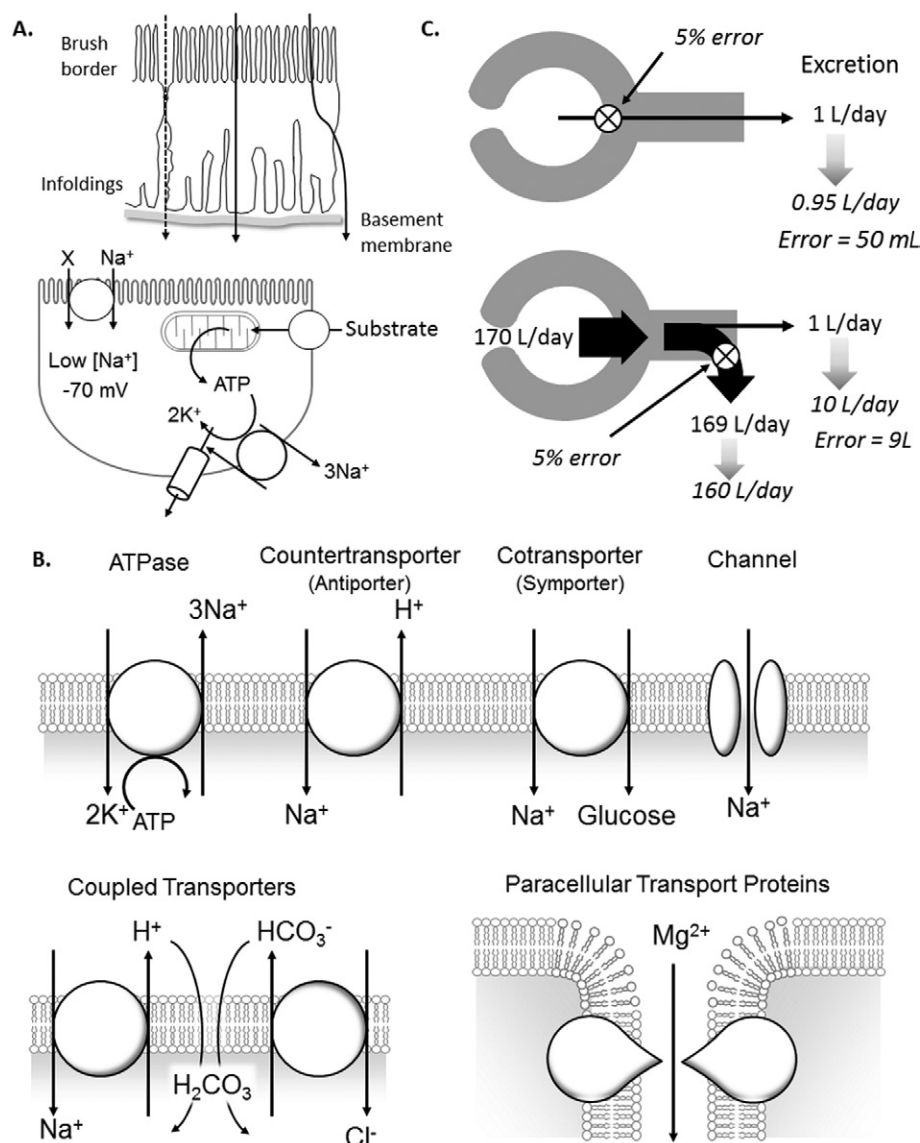 A.
Brush
border
Infoldings
Basement
membrane
X Na⁺
Low [Na⁺]
-70 mV
Substrate
ATP
2K⁺
3Na⁺
C.
5% error
Excretion
1 L/day
0.95 L/day
Error = 50 mL
170 L/day
1 L/day
10 L/day
Error = 9L
169 L/day
5% error
160 L/day
B.
ATPase
3Na⁺
2K⁺
ATP
Countertransporter
(Antiporter)
H⁺
Na⁺
Cotransporter
(Symporter)
Na⁺ Glucose
Channel
Na⁺
Coupled Transporters
H⁺ HCO₃⁻
H₂CO₃
Na⁺ Cl⁻
Paracellular Transport Proteins
Mg²⁺